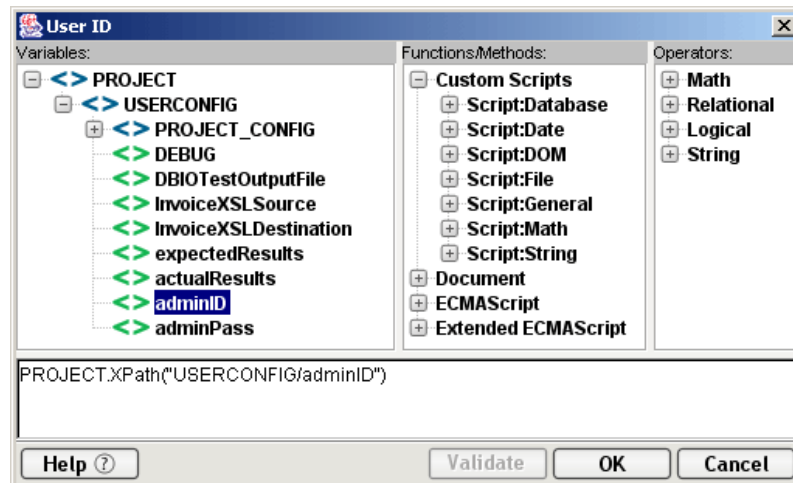 User ID
Variables:
PROJECT
USERCONFIG
PROJECT_CONFIG
DEBUG
DBIOTestOutputFile
InvoiceXSLSource
InvoiceXSLDestination
expectedResults
actualResults
adminID
adminPass
Functions/Methods:
Custom Scripts
Script:Database
Script:Date
Script:DOM
Script:File
Script:General
Script:Math
Script:String
Document
ECMAScript
Extended ECMAScript
Operators:
Math
Relational
Logical
String
PROJECT.XPath("USERCONFIG/adminID")
Help ?
Validate
OK
Cancel